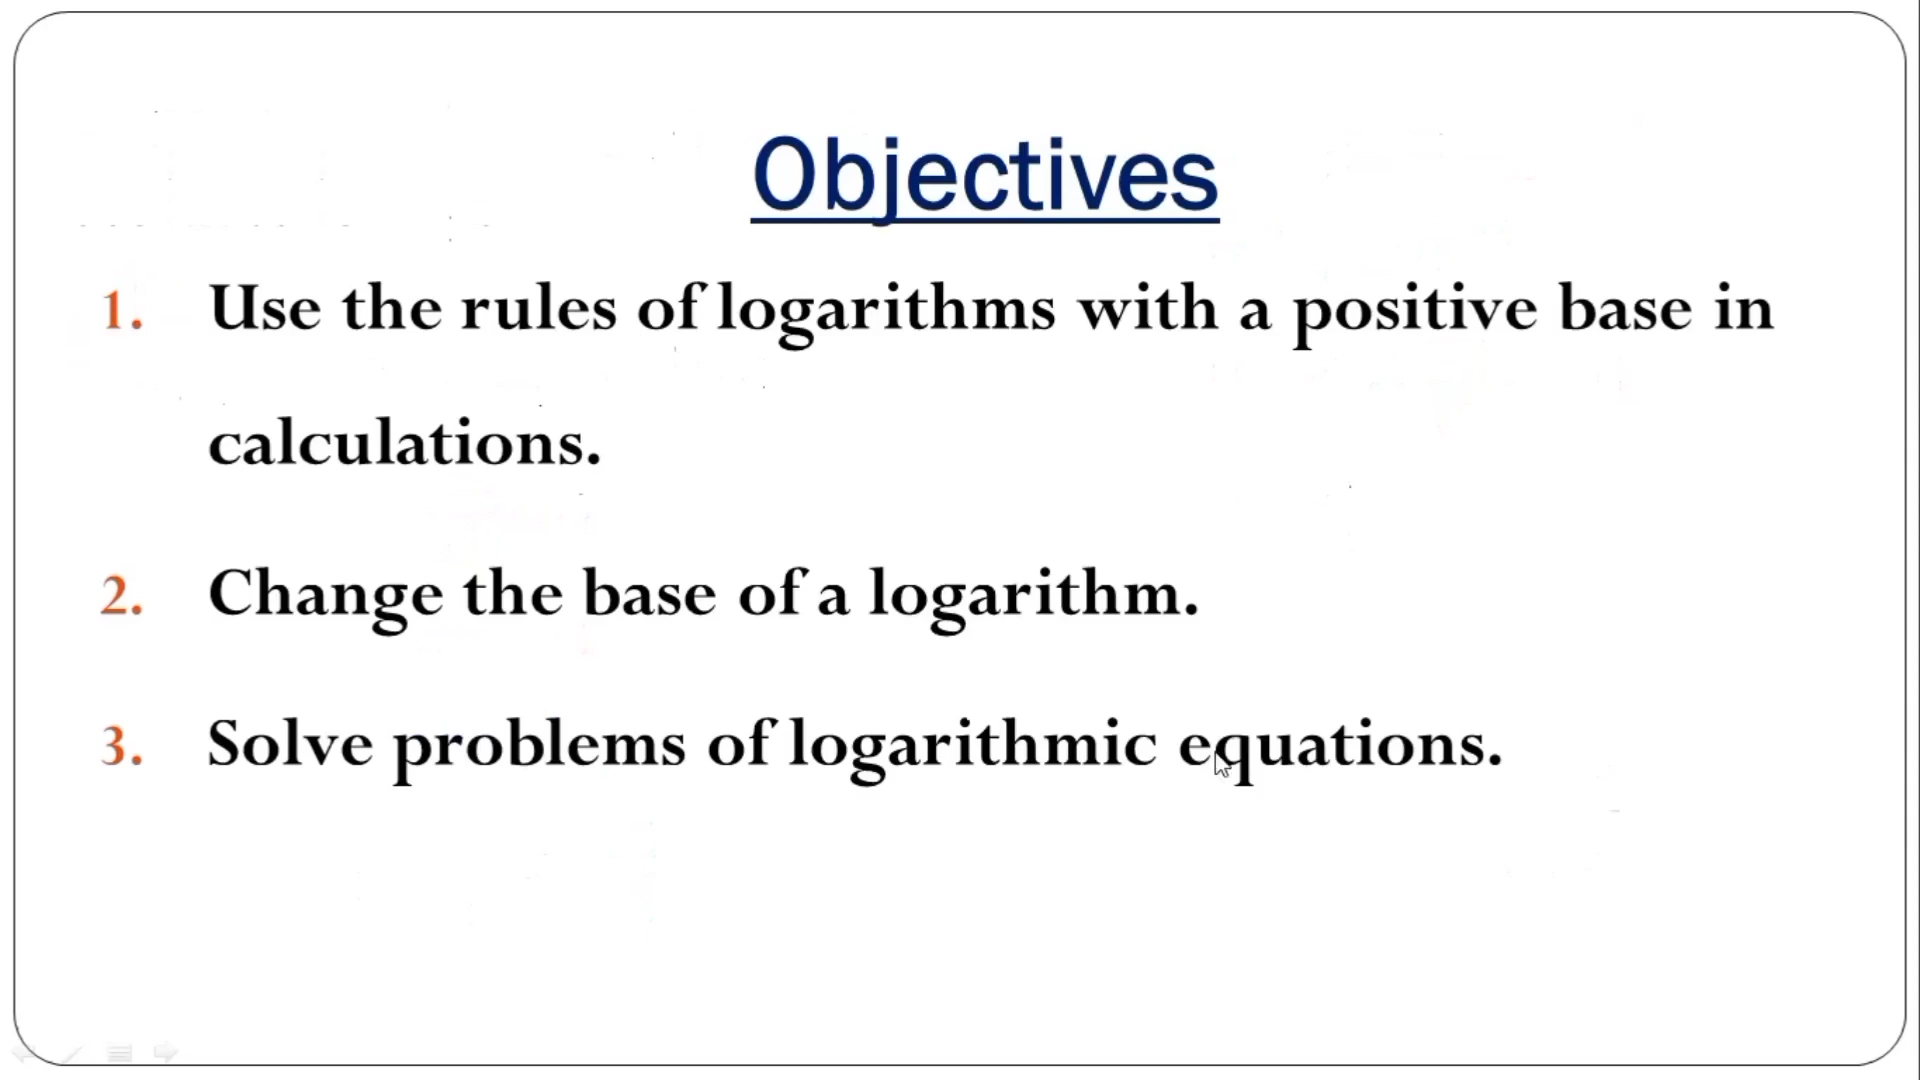 Objectives
1. Use the rules of logarithms with a positive base in
calculations.
2. Change the base of a logarithm.
3. Solve problems of logarithmic equations.